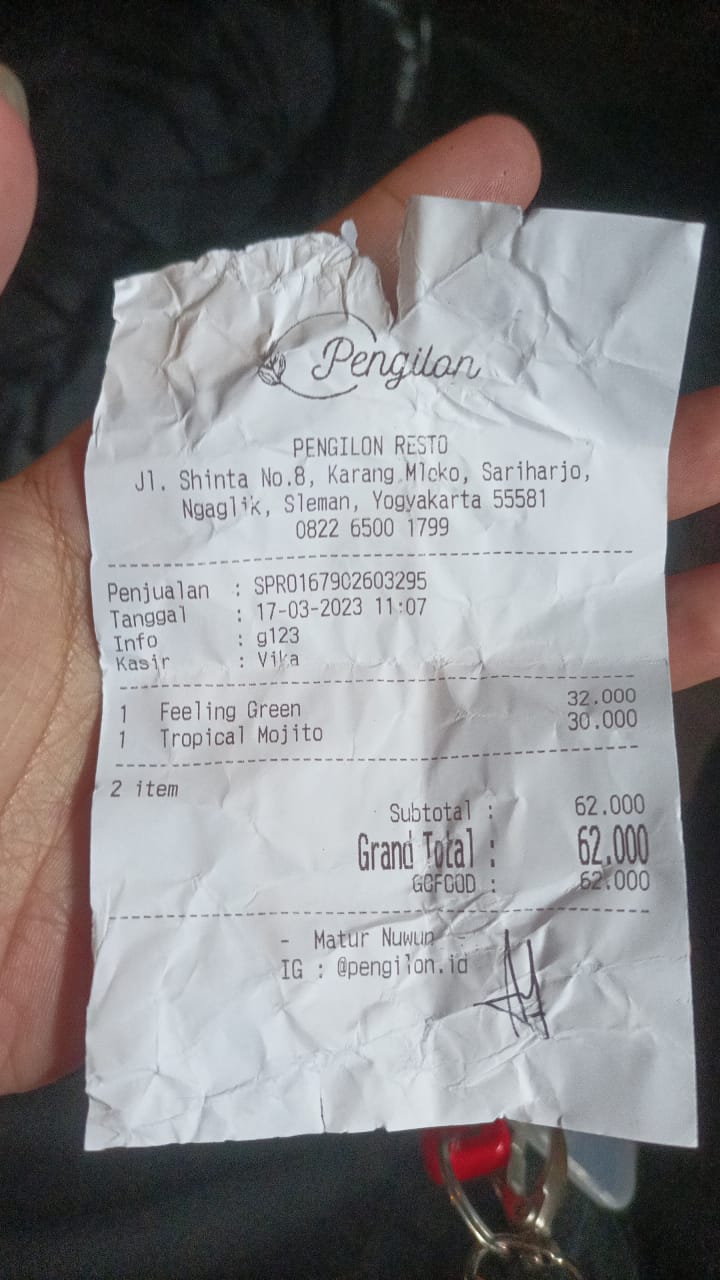 Pengilon
PENGILON RESTO
Jl. Shinta No.8, Karang Mloko, Sariharjo,
Ngaglik, Sleman, Yogyakarta 55581
0822 6500 1799
Penjualan : SPRO167902603295
Tanggal : 17-03-2023 11:07
Info : g123
Kasir : Vika
1 Feeling Green 32.000
1 Tropical Mojito 30.000
2 item
Subtotal : 62.000
Grand Total : 62.000
GOFOOD : 62.000
- Matur Nuwun -
IG : @pengilon.id